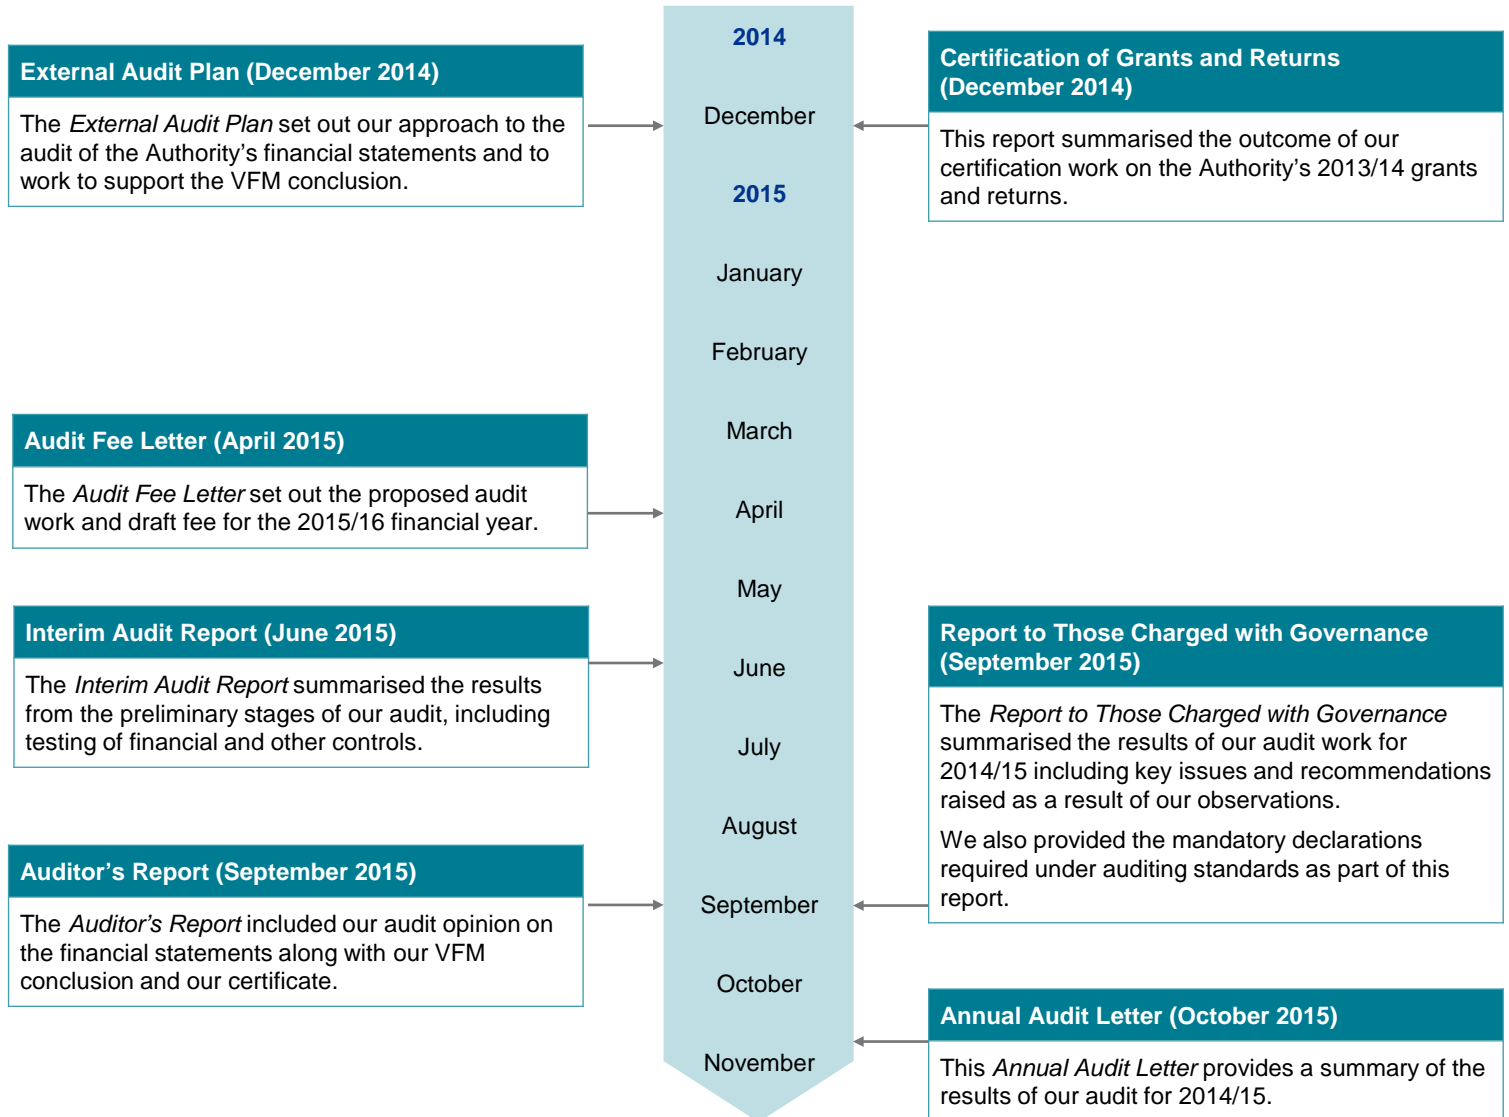 2014
External Audit Plan (December 2014)
The External Audit Plan set out our approach to the
audit of the Authority's financial statements and to
work to support the VFM conclusion.
December
Certification of Grants and Returns
(December 2014)
This report summarised the outcome of our
certification work on the Authority's 2013/14 grants
and returns.
2015
January
February
March
Audit Fee Letter (April 2015)
The Audit Fee Letter set out the proposed audit
work and draft fee for the 2015/16 financial year.
April
May
Interim Audit Report (June 2015)
The Interim Audit Report summarised the results
from the preliminary stages of our audit, including
testing of financial and other controls.
June
July
August
Report to Those Charged with Governance
(September 2015)
The Report to Those Charged with Governance
summarised the results of our audit work for
2014/15 including key issues and recommendations
raised as a result of our observations.
We also provided the mandatory declarations
required under auditing standards as part of this
report.
Auditor’s Report (September 2015)
The Auditor’s Report included our audit opinion on
the financial statements along with our VFM
conclusion and our certificate.
September
October
November
Annual Audit Letter (October 2015)
This Annual Audit Letter provides a summary of the
results of our audit for 2014/15.